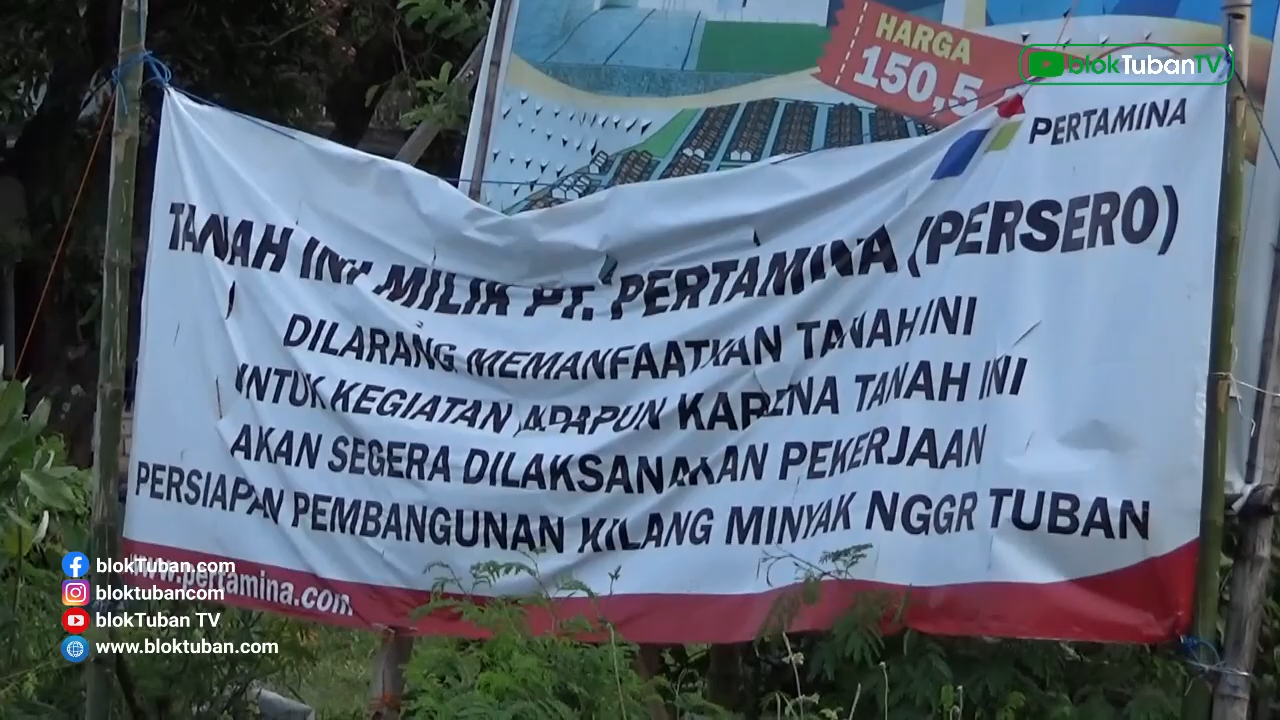 HARGA
150,5
blokTubanTV
PERTAMINA
TANAH INI MILIK PT. PERTAMINA (PERSERO)
DILARANG MEMANFAATKAN TANAH INI
UNTUK KEGIATAN APAPUN KARENA TANAH INI
AKAN SEGERA DILAKSANAKAN PEKERJAAN
PERSIAPAN PEMBANGUNAN KILANG MINYAK NGGR TUBAN
www.pertamina.com
blokTuban.com
bloktubancom
blokTuban TV
www.bloktuban.com